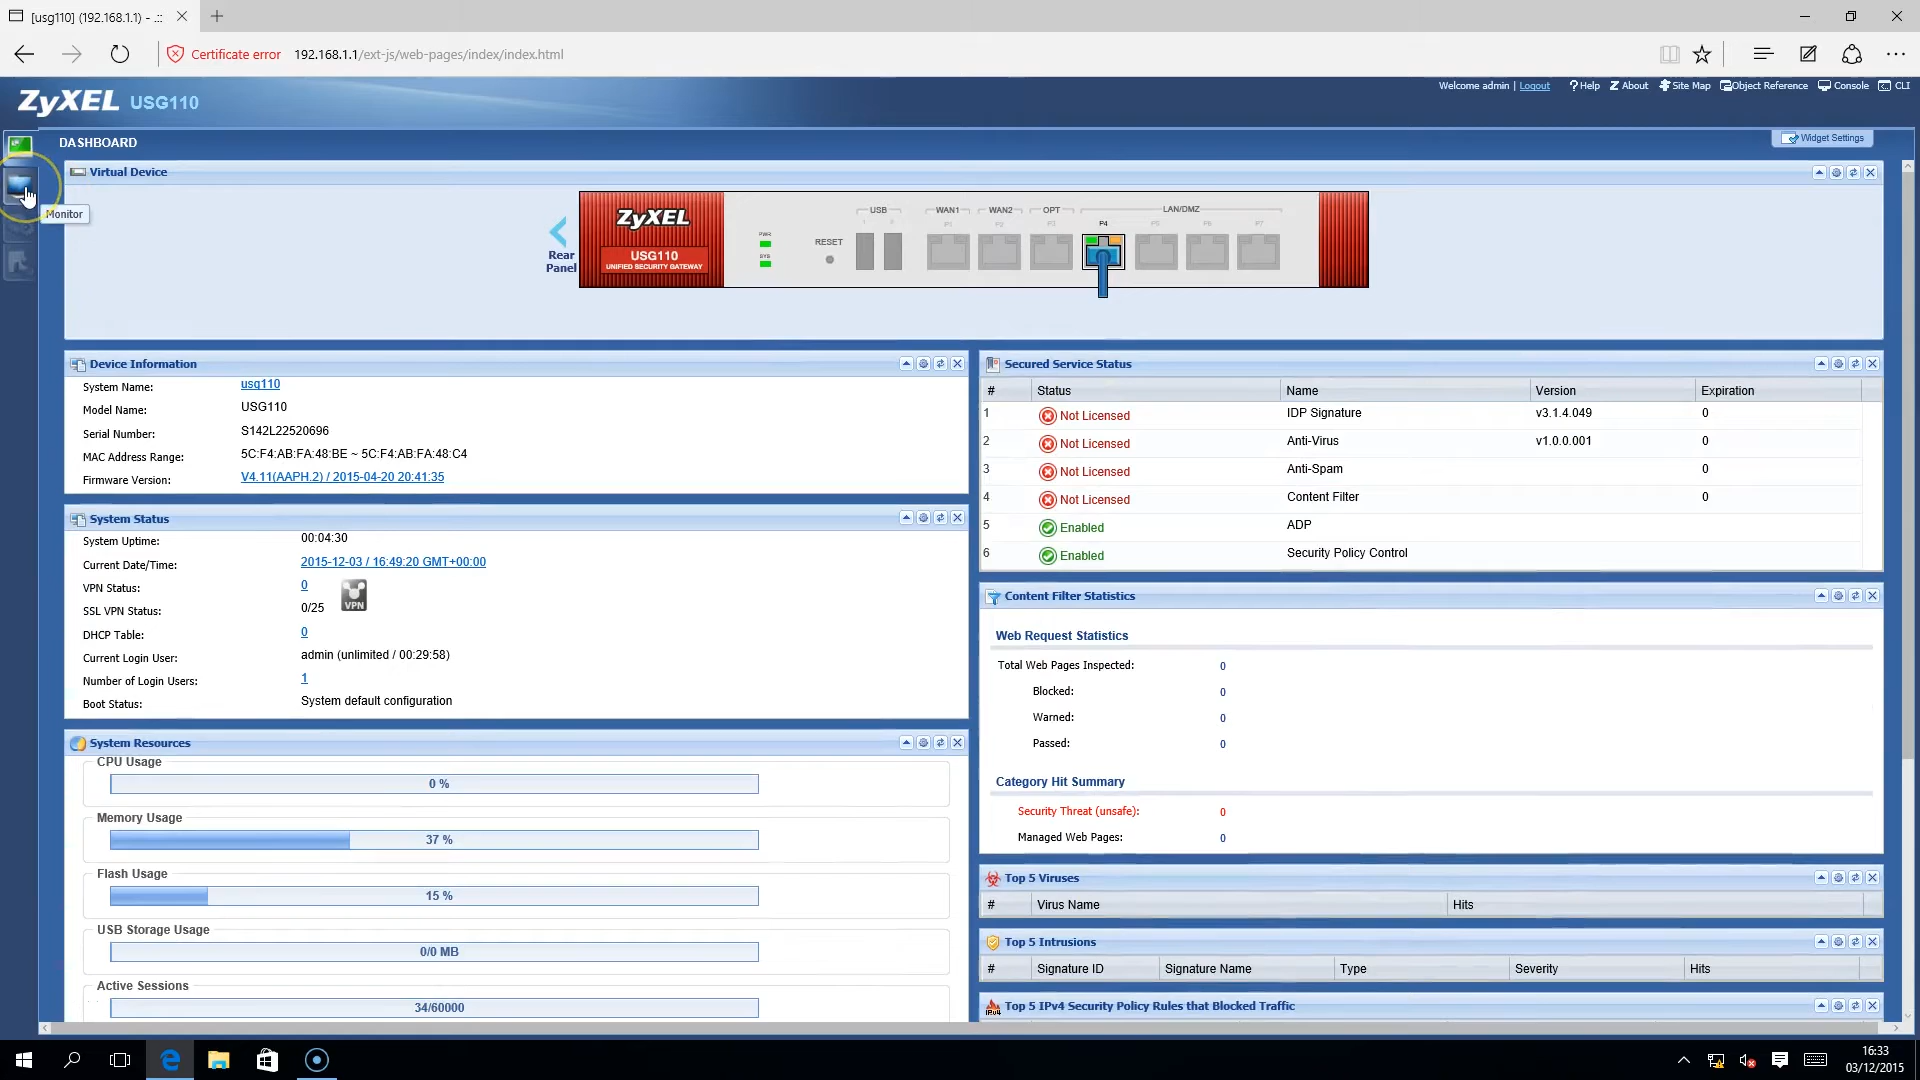 [usg110] (192.168.1.1) - .::
Certificate error 192.168.1.1/ext-js/web-pages/index/index.html
ZyXEL USG110
Welcome admin | Logout ?Help Z About Site Map Object Reference Console CLI
DASHBOARD
Widget Settings
Virtual Device
Monitor
Rear
Panel
ZyXEL
USG110
UNIFIED SECURITY GATEWAY
PWR
SYS
RESET
USB
1 2
WAN1 WAN2 OPT LAN/DMZ
P1 P2 P3 P4 P5 P6 P7
Device Information
System Name: usg110
Model Name: USG110
Serial Number: S142L22520696
MAC Address Range: 5C:F4:AB:FA:48:BE ~ 5C:F4:AB:FA:48:C4
Firmware Version: V4.11(AAPH.2) / 2015-04-20 20:41:35
System Status
System Uptime: 00:04:30
Current Date/Time: 2015-12-03 / 16:49:20 GMT+00:00
VPN Status: 0
VPN
SSL VPN Status: 0/25
DHCP Table: 0
Current Login User: admin (unlimited / 00:29:58)
Number of Login Users: 1
Boot Status: System default configuration
System Resources
CPU Usage
0 %
Memory Usage
37 %
Flash Usage
15 %
USB Storage Usage
0/0 MB
Active Sessions
34/60000
Secured Service Status
# Status Name Version Expiration
1 Not Licensed IDP Signature v3.1.4.049 0
2 Not Licensed Anti-Virus v1.0.0.001 0
3 Not Licensed Anti-Spam 0
4 Not Licensed Content Filter 0
5 Enabled ADP
6 Enabled Security Policy Control
Content Filter Statistics
Web Request Statistics
Total Web Pages Inspected: 0
Blocked: 0
Warned: 0
Passed: 0
Category Hit Summary
Security Threat (unsafe): 0
Managed Web Pages: 0
Top 5 Viruses
# Virus Name Hits
Top 5 Intrusions
# Signature ID Signature Name Type Severity Hits
IPv4
Top 5 IPv4 Security Policy Rules that Blocked Traffic
16:33
03/12/2015